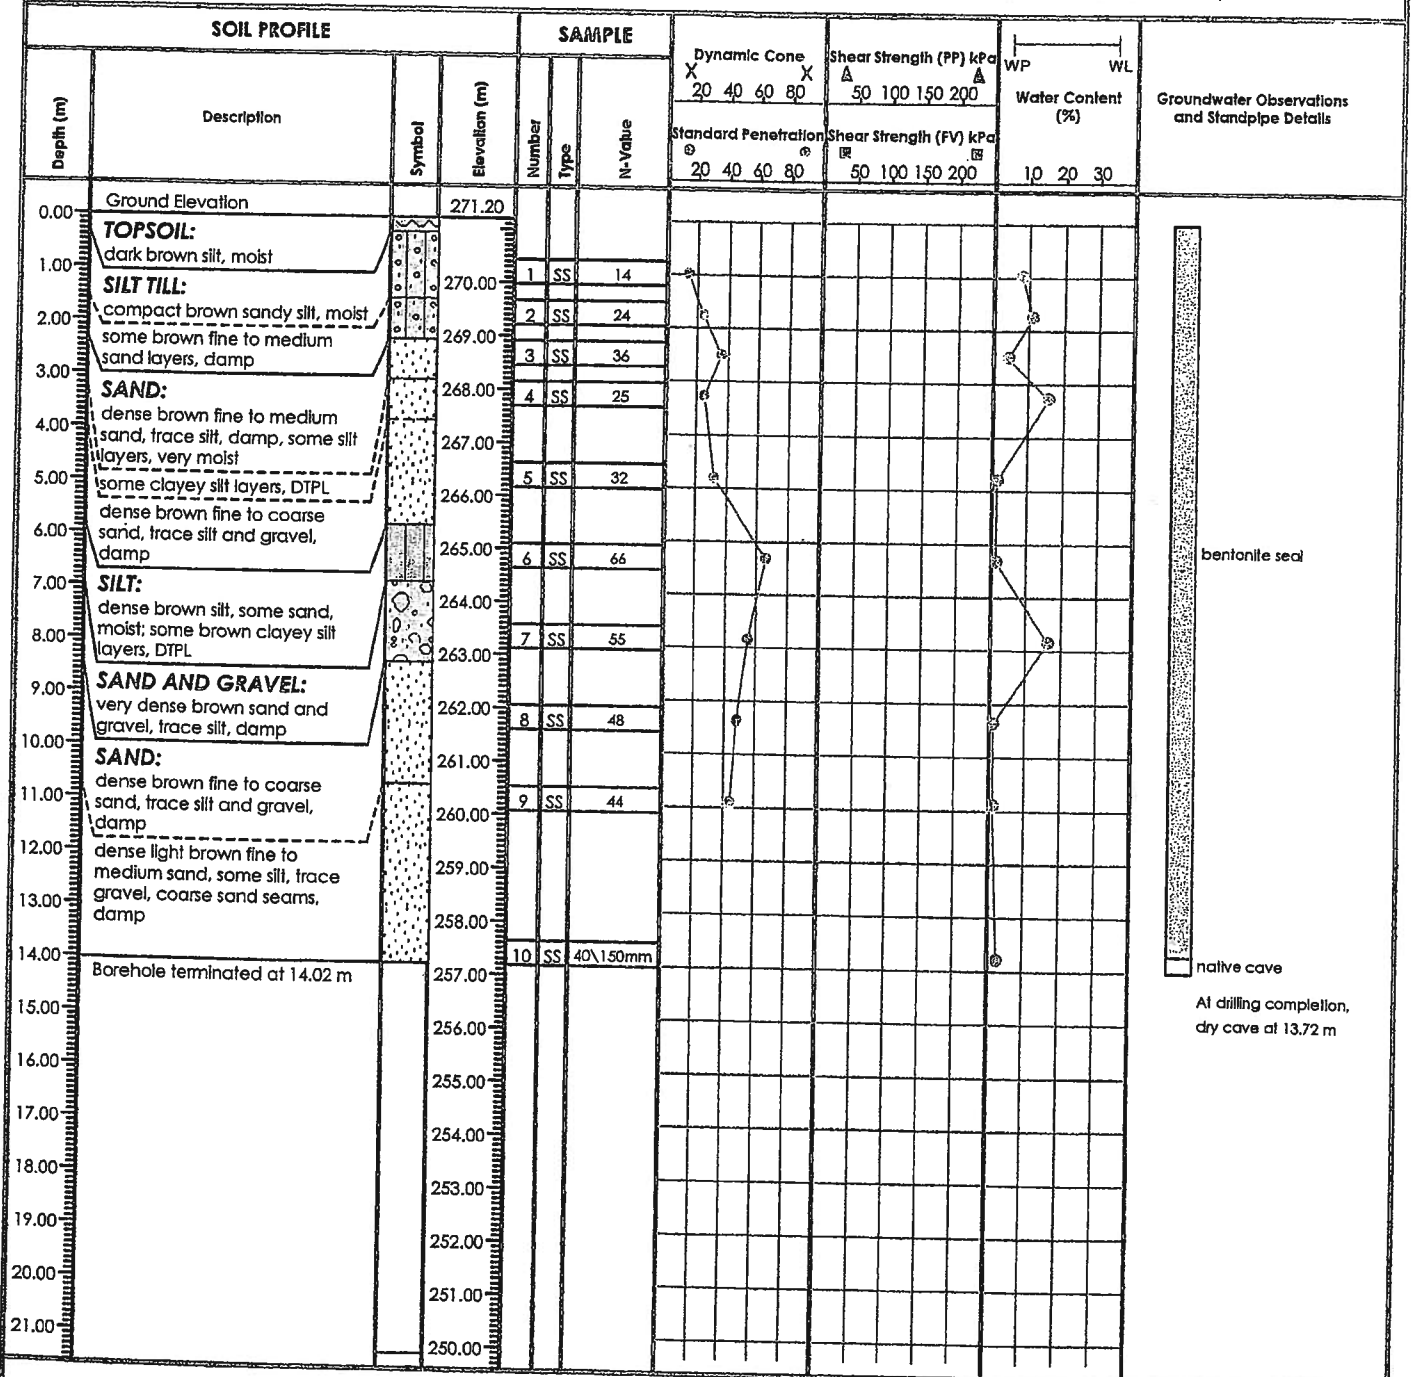 SOIL PROFILE
SAMPLE
Depth (m)
Description
Symbol
Elevation (m)
Number
Type
N-Value
Dynamic Cone
X X
20 40 60 80
Standard Penetration
20 40 60 80
Shear Strength (PP) kPa
50 100 150 200
Shear Strength (FV) kPa
50 100 150 200
WP WL
Water Content
(%)
10 20 30
Groundwater Observations
and Standpipe Details
Ground Elevation
271.20
0.00
1.00
2.00
3.00
4.00
5.00
6.00
7.00
8.00
9.00
10.00
11.00
12.00
13.00
14.00
15.00
16.00
17.00
18.00
19.00
20.00
21.00
TOPSOIL:
dark brown silt, moist
SILT TILL:
compact brown sandy silt, moist
some brown fine to medium
sand layers, damp
SAND:
dense brown fine to medium
sand, trace silt, damp, some silt
layers, very moist
some clayey silt layers, DTPL
dense brown fine to coarse
sand, trace silt and gravel,
damp
SILT:
dense brown silt, some sand,
moist; some brown clayey silt
layers, DTPL
SAND AND GRAVEL:
very dense brown sand and
gravel, trace silt, damp
SAND:
dense brown fine to coarse
sand, trace silt and gravel,
damp
dense light brown fine to
medium sand, some silt, trace
gravel, coarse sand seams,
damp
Borehole terminated at 14.02 m
270.00
269.00
268.00
267.00
266.00
265.00
264.00
263.00
262.00
261.00
260.00
259.00
258.00
257.00
256.00
255.00
254.00
253.00
252.00
251.00
250.00
1 SS 14
2 SS 24
3 SS 36
4 SS 25
5 SS 32
6 SS 66
7 SS 55
8 SS 48
9 SS 44
10 SS 40\150mm
bentonite seal
native cave
At drilling completion,
dry cave at 13.72 m